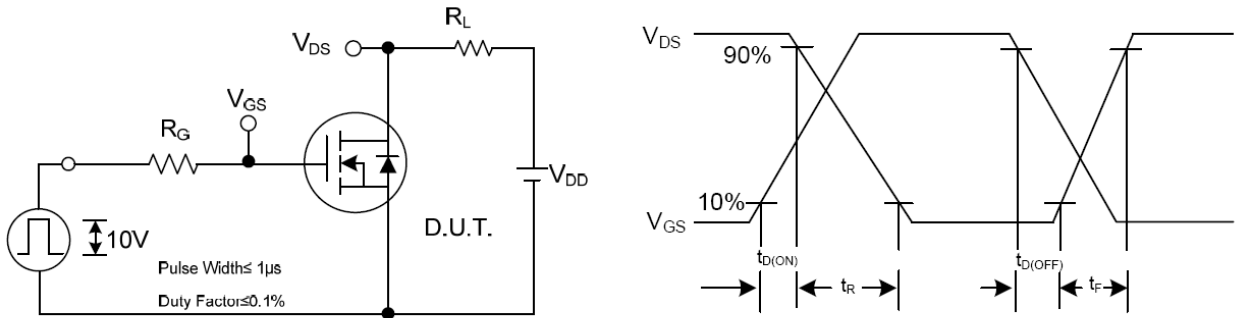 R_L
V_DS
V_GS
R_G
V_DD
10V
D.U.T.
Pulse Width≤ 1μs
Duty Factor≤0.1%
V_DS
90%
10%
V_GS
t_D(ON)
t_R
t_D(OFF)
t_F